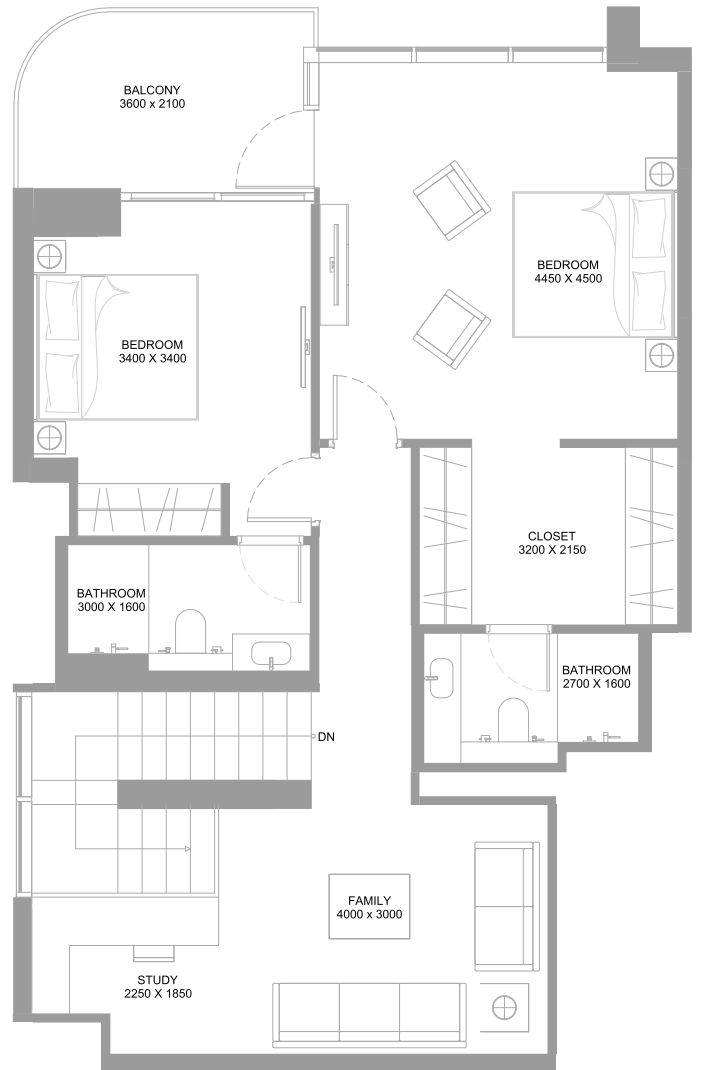 BALCONY
3600 x 2100
BEDROOM
4450 X 4500
BEDROOM
3400 X 3400
CLOSET
3200 X 2150
BATHROOM
3000 X 1600
BATHROOM
2700 X 1600
DN
FAMILY
4000 x 3000
STUDY
2250 X 1850